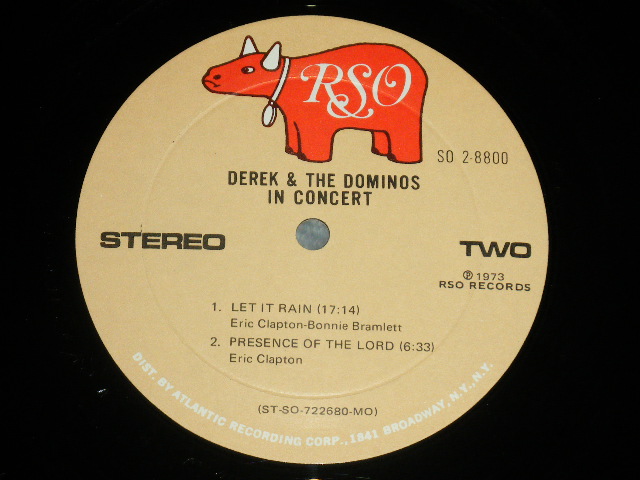 RSO
SO 2-8800
DEREK & THE DOMINOS
IN CONCERT
STEREO
TWO
℗ 1973
RSO RECORDS
1. LET IT RAIN (17:14)
Eric Clapton-Bonnie Bramlett
2. PRESENCE OF THE LORD (6:33)
Eric Clapton
(ST-SO-722680-MO)
DIST. BY ATLANTIC RECORDING CORP., 1841 BROADWAY, N.Y., N.Y.